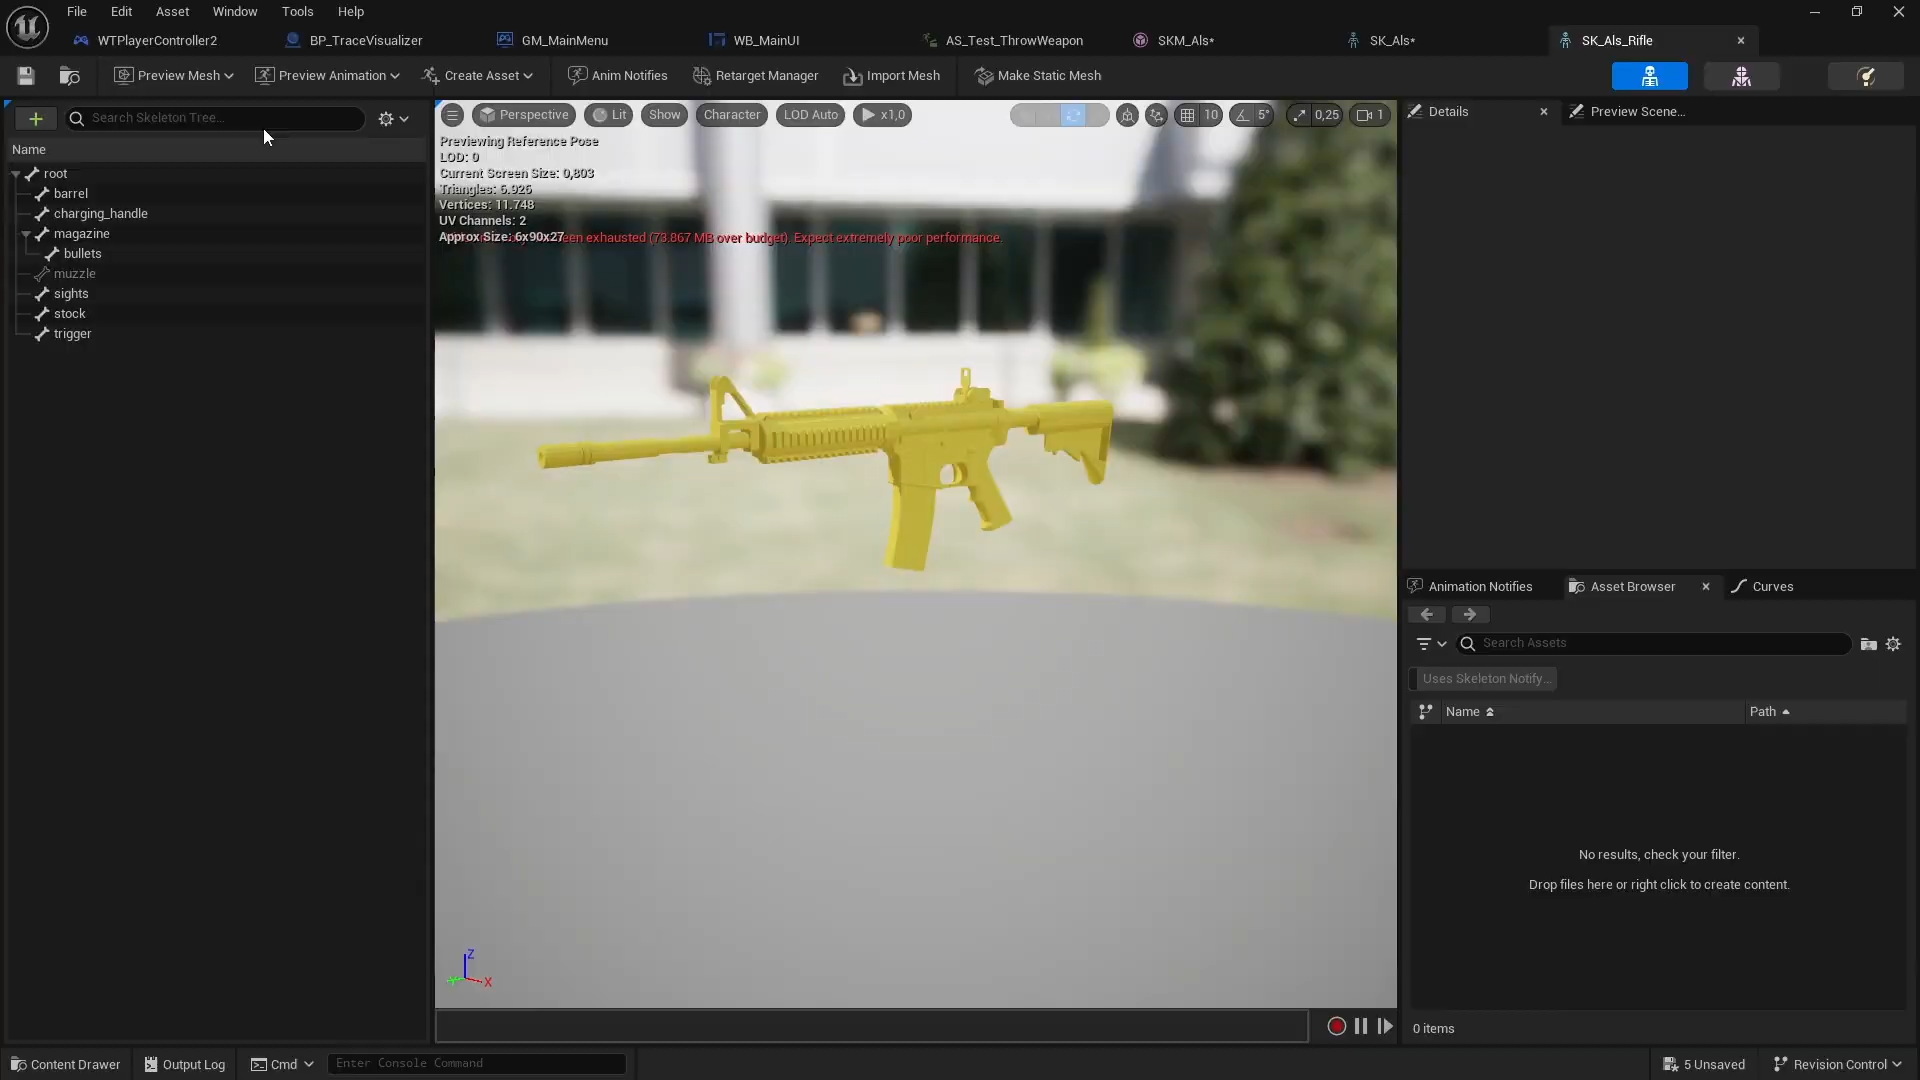 File Edit Asset Window Tools Help
WTPlayerController2 BP_TraceVisualizer GM_MainMenu WB_MainUI AS_Test_ThrowWeapon SKM_Als* SK_Als* SK_Als_Rifle
Preview Mesh Preview Animation Create Asset Anim Notifies Retarget Manager Import Mesh Make Static Mesh
Search Skeleton Tree...
Name
root
barrel
charging_handle
magazine
bullets
muzzle
sights
stock
trigger
Perspective Lit Show Character LOD Auto x1,0 10 5° 0,25 1
Previewing Reference Pose
LOD: 0
Current Screen Size: 0,803
Triangles: 6.926
Vertices: 11.748
UV Channels: 2
Approx Size: 6x90x27
een exhausted (73.867 MB over budget). Expect extremely poor performance.
Z
X
Details Preview Scene...
Animation Notifies Asset Browser Curves
Search Assets
Uses Skeleton Notify...
Name Path
No results, check your filter.
Drop files here or right click to create content.
0 items
Content Drawer Output Log Cmd Enter Console Command 5 Unsaved Revision Control